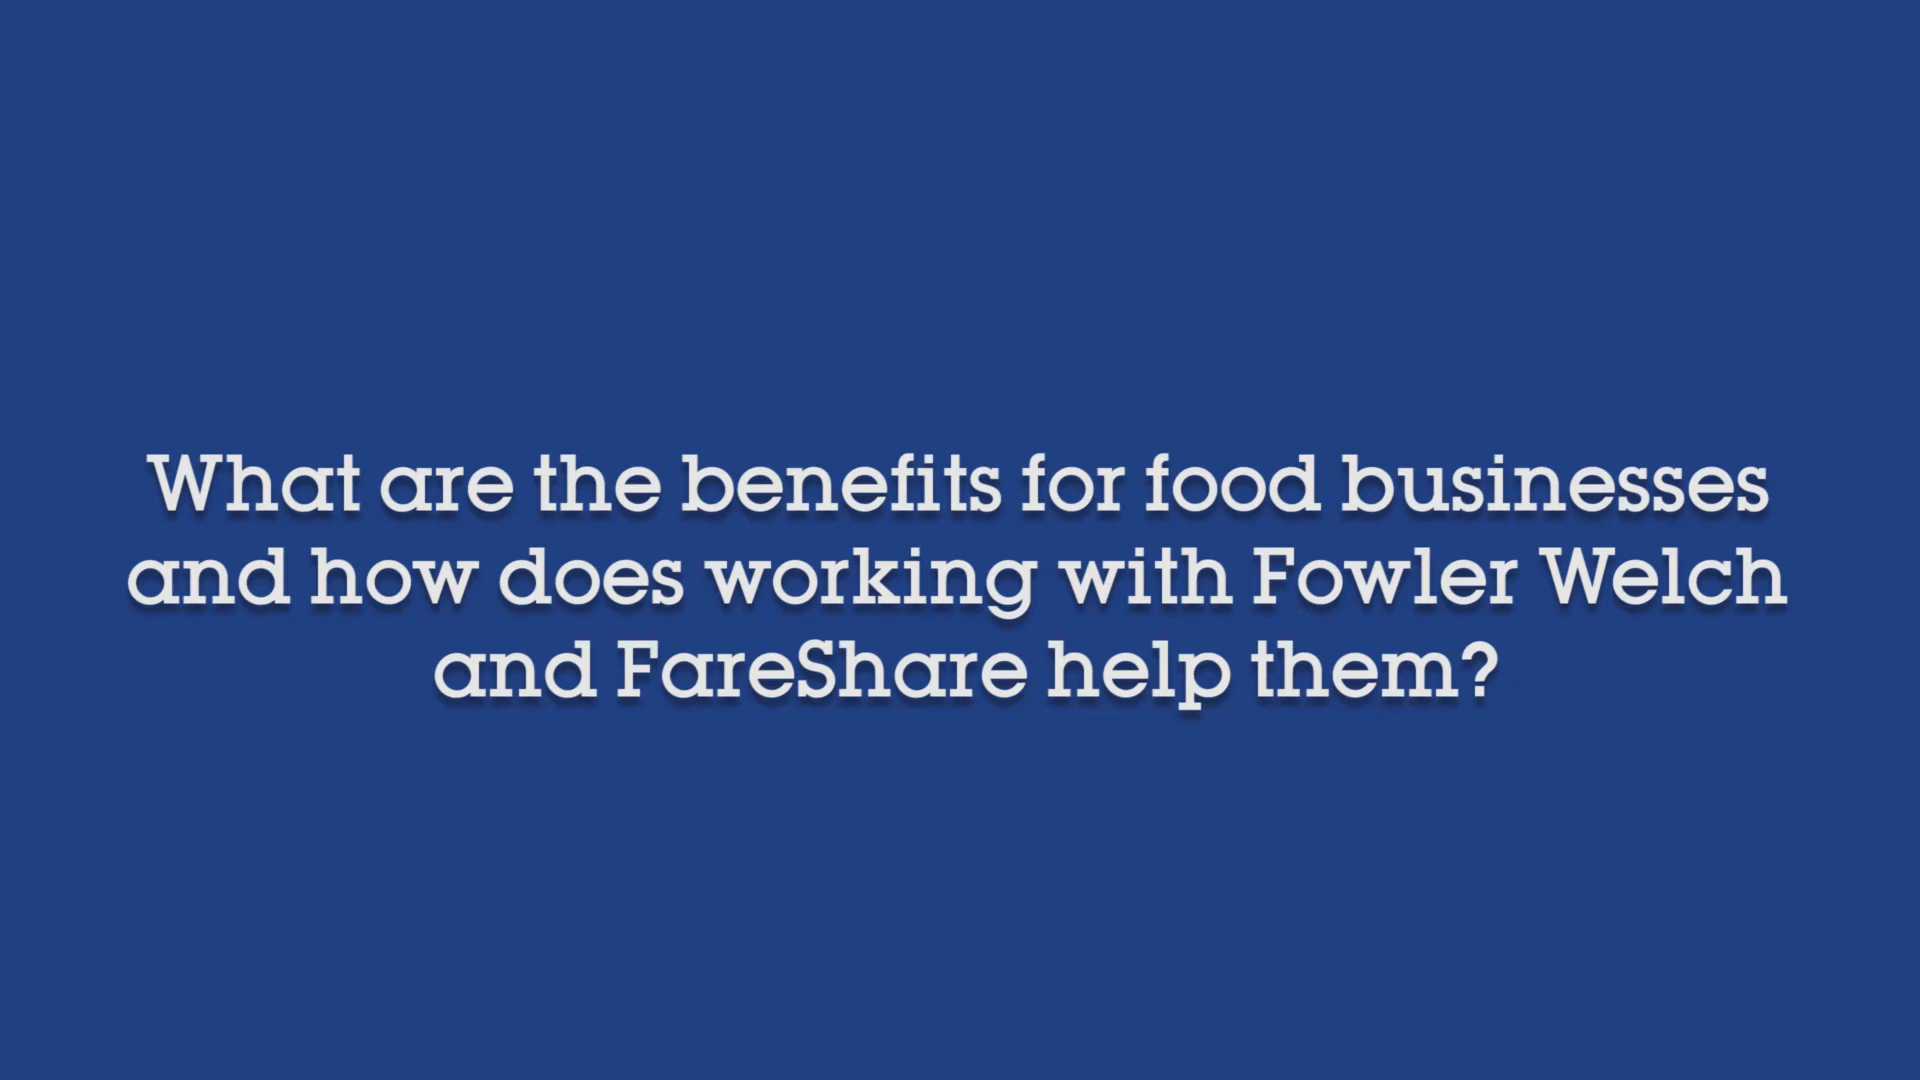 What are the benefits for food businesses
and how does working with Fowler Welch
and FareShare help them?